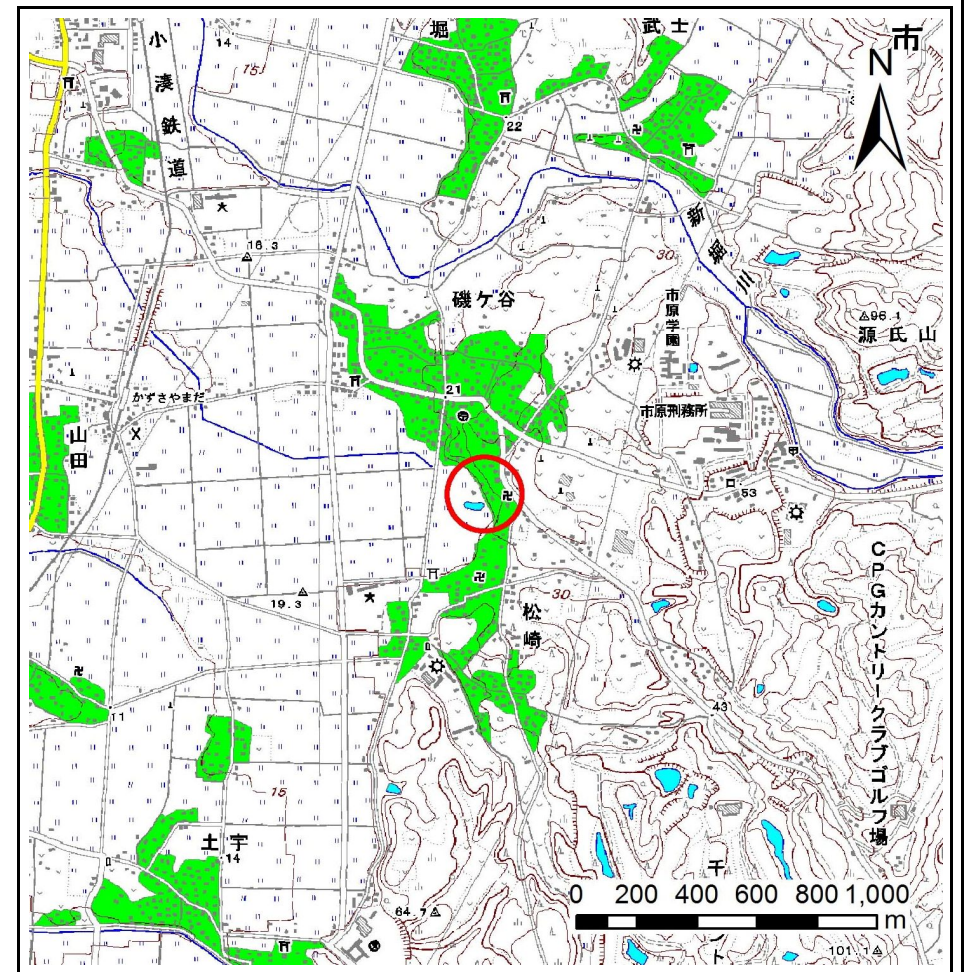 小湊鉄道
14
15
堀
武士
市
N
22
新堀川
16.3
30
磯ケ谷
市原学園
96.1
源氏山
かずさやまだ
21
市原刑務所
山田
53
19.3
30
松崎
CPGカントリークラブゴルフ場
11
43
15
土宇
14
千
0 200 400 600 800 1,000
m
64.7
101.1
ト